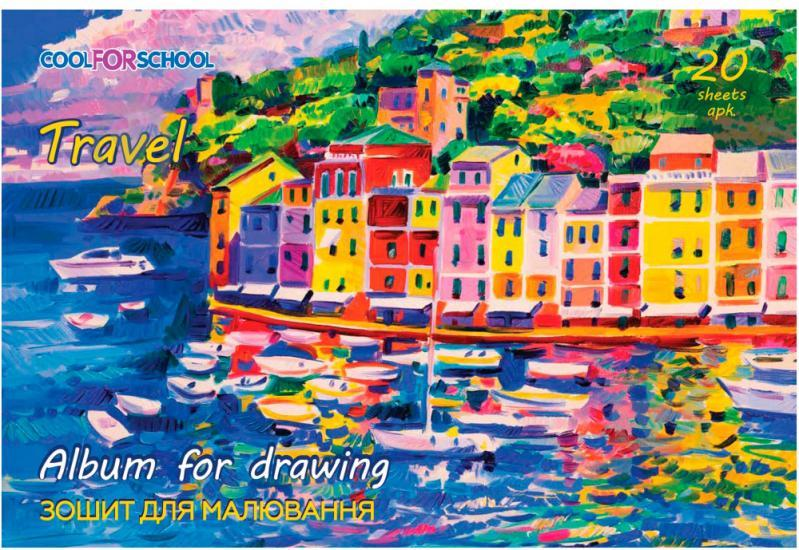 COOLFORSCHOOL
20
sheets
арк.
Travel
Album for drawing
ЗОШИТ ДЛЯ МАЛЮВАННЯ